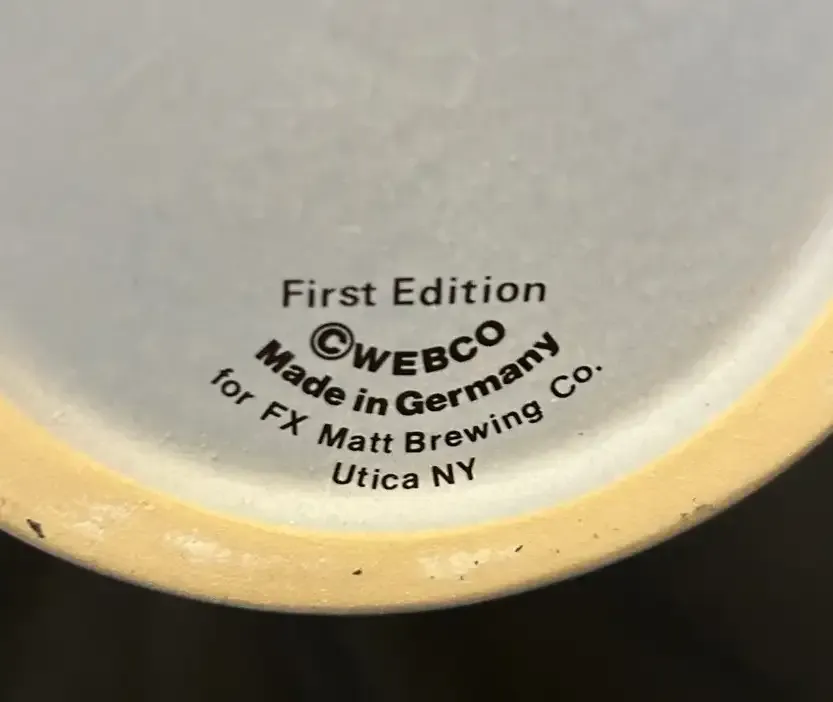 First Edition
©WEBCO
Made in Germany
for FX Matt Brewing Co.
Utica NY